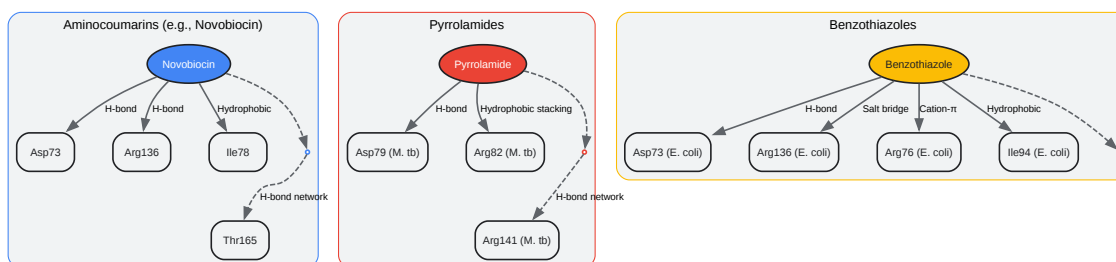 Aminocoumarins (e.g., Novobiocin)
Novobiocin
H-bond
H-bond
Hydrophobic
Asp73
Arg136
Ile78
H-bond network
Thr165
Pyrrolamides
Pyrrolamide
H-bond
Hydrophobic stacking
Asp79 (M. tb)
Arg82 (M. tb)
H-bond network
Arg141 (M. tb)
Benzothiazoles
Benzothiazole
H-bond
Salt bridge
Cation-π
Hydrophobic
Asp73 (E. coli)
Arg136 (E. coli)
Arg76 (E. coli)
Ile94 (E. coli)